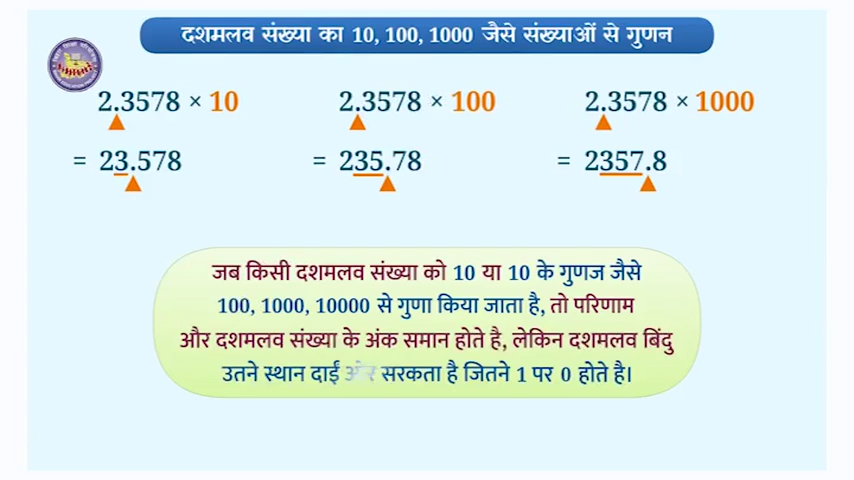 दशमलव संख्या का 10, 100, 1000 जैसे संख्याओं से गुणन
2.3578 × 10
= 23.578
2.3578 × 100
= 235.78
2.3578 × 1000
= 2357.8
जब किसी दशमलव संख्या को 10 या 10 के गुणज जैसे
100, 1000, 10000 से गुणा किया जाता है, तो परिणाम
और दशमलव संख्या के अंक समान होते है, लेकिन दशमलव बिंदु
उतने स्थान दाईं ओर सरकता है जितने 1 पर 0 होते है।